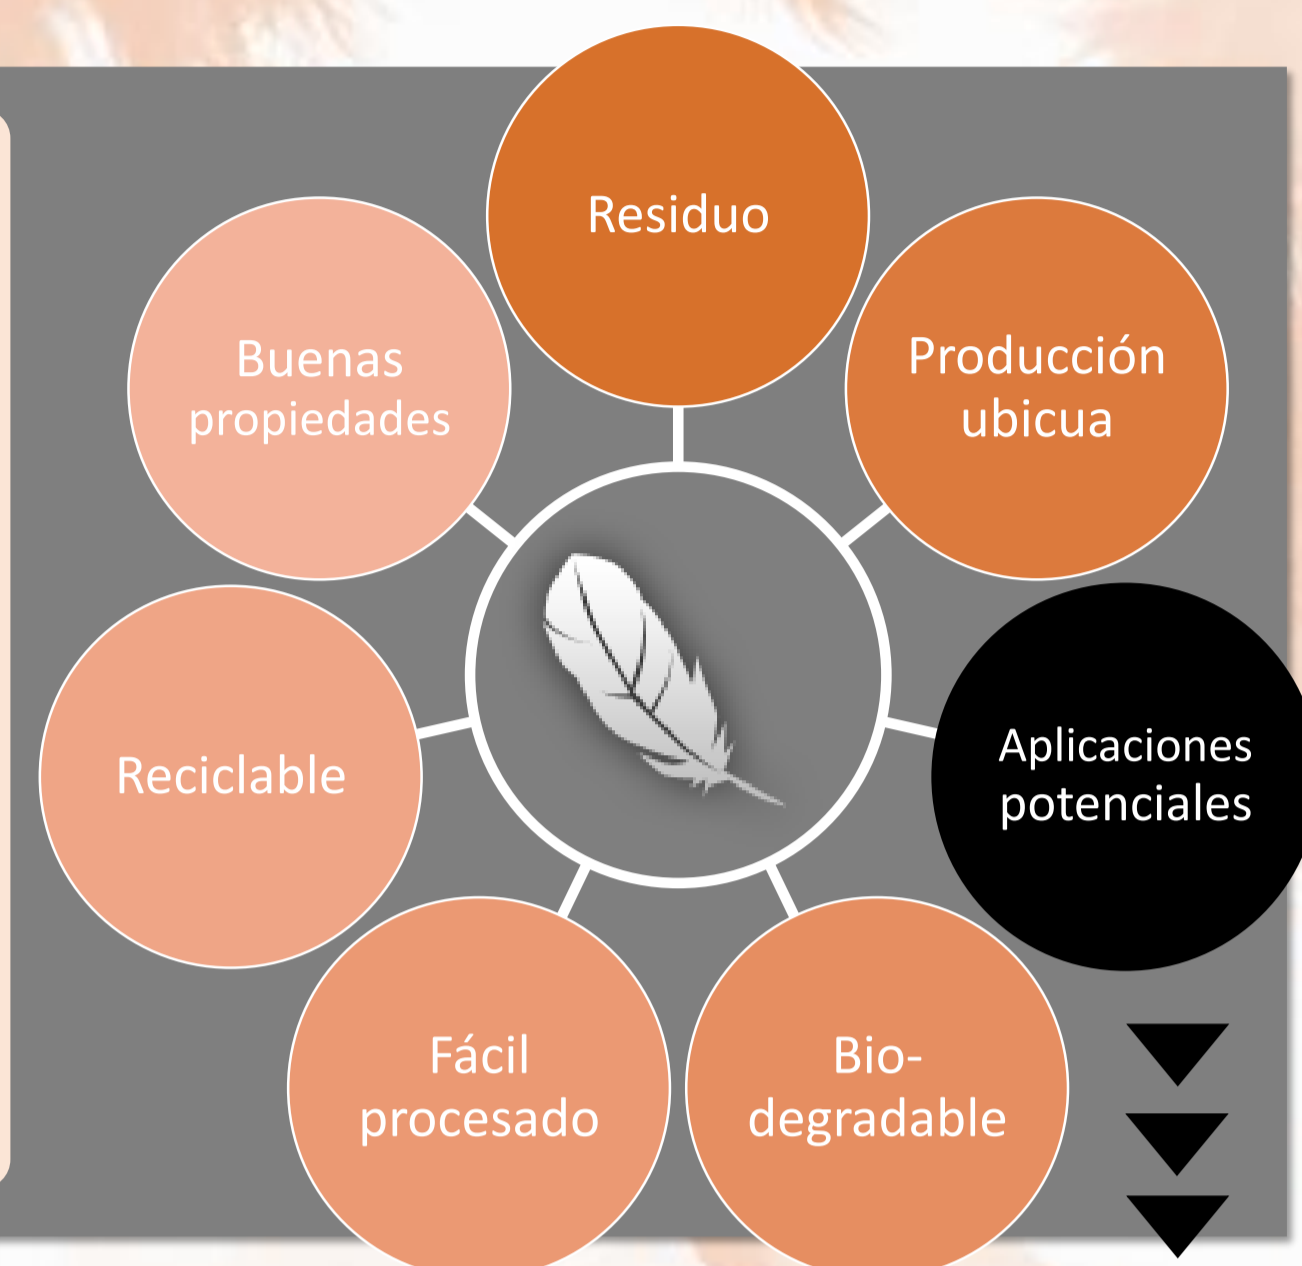 Residuo
Producción
ubicua
Aplicaciones
potenciales
Bio-
degradable
Fácil
procesado
Reciclable
Buenas
propiedades